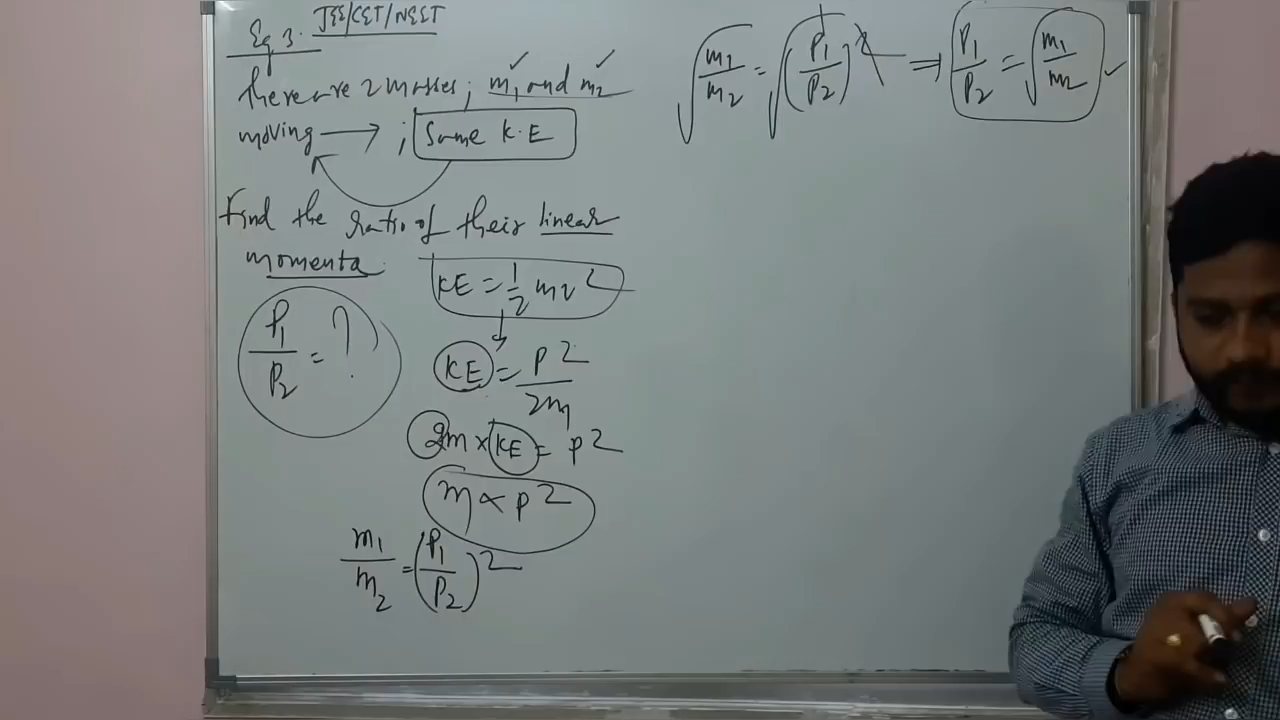 Eg 3. JEE/CET/NEET
there are 2 masses; m₁ and m₂
moving → ; Same K.E
Find the ratio of their linear
momenta.
P₁/P₂ = ?
KE = 1/2 mv²
KE = P²/2m
2m × KE = P²
m ∝ P²
m₁/m₂ = (P₁/P₂)²
√(m₁/m₂) = √(P₁/P₂)² ⇒ P₁/P₂ = √(m₁/m₂) ✓